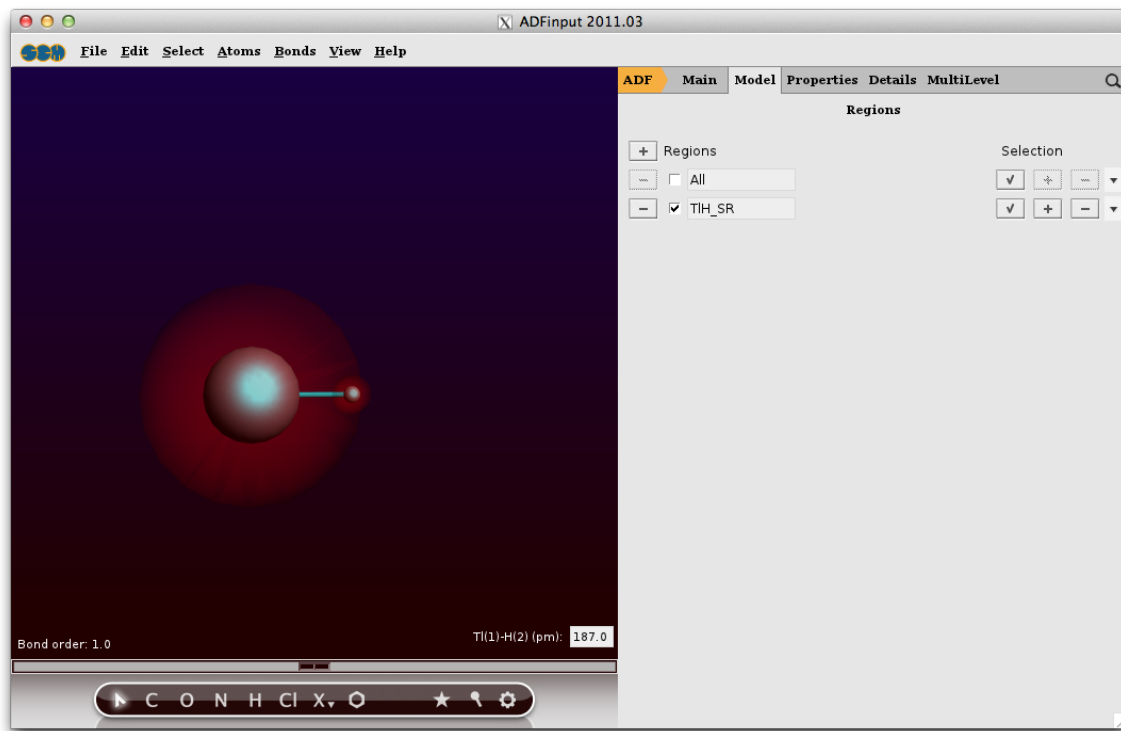 X ADFinput 2011.03
SCM File Edit Select Atoms Bonds View Help
ADF Main Model Properties Details MultiLevel
Regions
+ Regions Selection
− All √ + −
− TlH_SR √ + −
Bond order: 1.0 Tl(1)-H(2) (pm): 187.0
C O N H Cl X